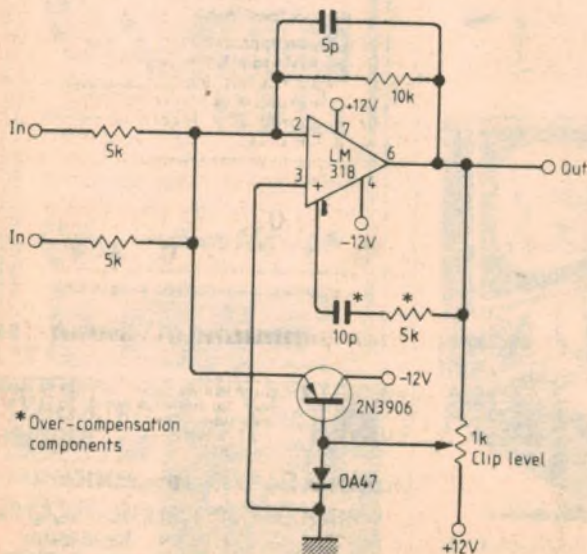 5p
10k
+12V
In
5k
2
7
LM
318
6
3
4
Out
-12V
In
5k
*
*
10p
5k
-12V
2N3906
*Over-compensation
components
1k
Clip level
OA47
+12V